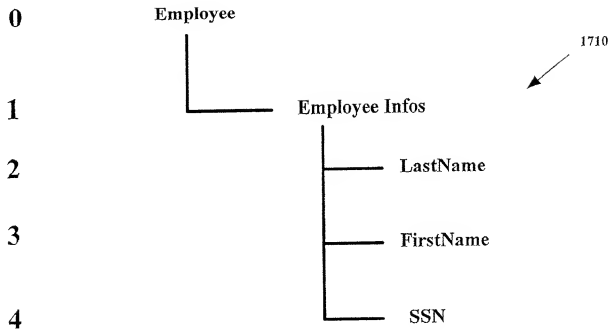 0 Employee
1710
1 Employee Infos
2 LastName
3 FirstName
4 SSN